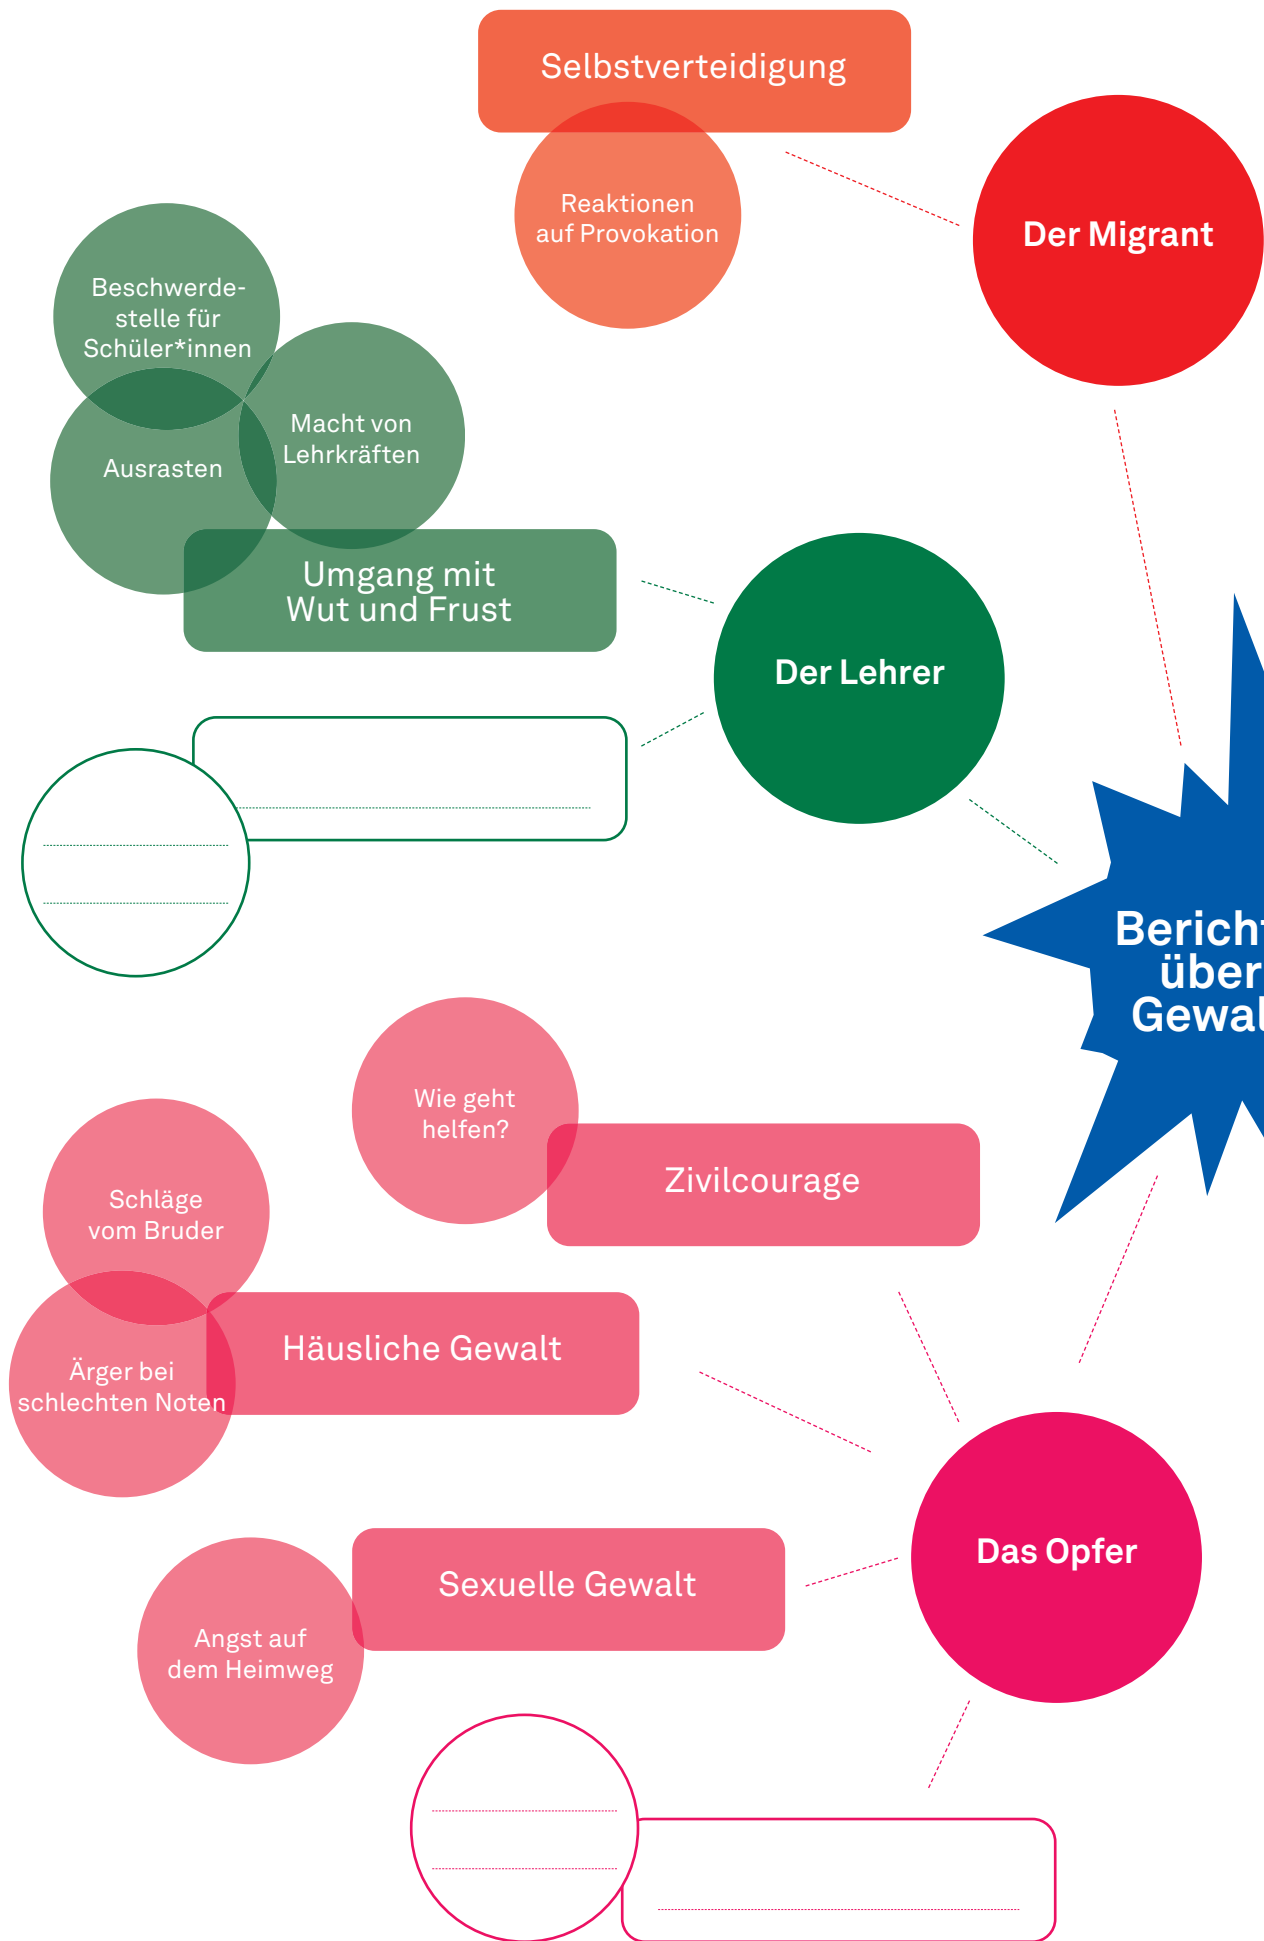 Selbstverteidigung
Reaktionen
auf Provokation
Der Migrant
Beschwerde-
stelle für
Schüler*innen
Macht von
Lehrkräften
Ausrasten
Umgang mit
Wut und Frust
Der Lehrer
über
Wie geht
helfen?
Zivilcourage
Schläge
vom Bruder
Häusliche Gewalt
Ärger bei
schlechten Noten
Das Opfer
Sexuelle Gewalt
Angst auf
dem Heimweg